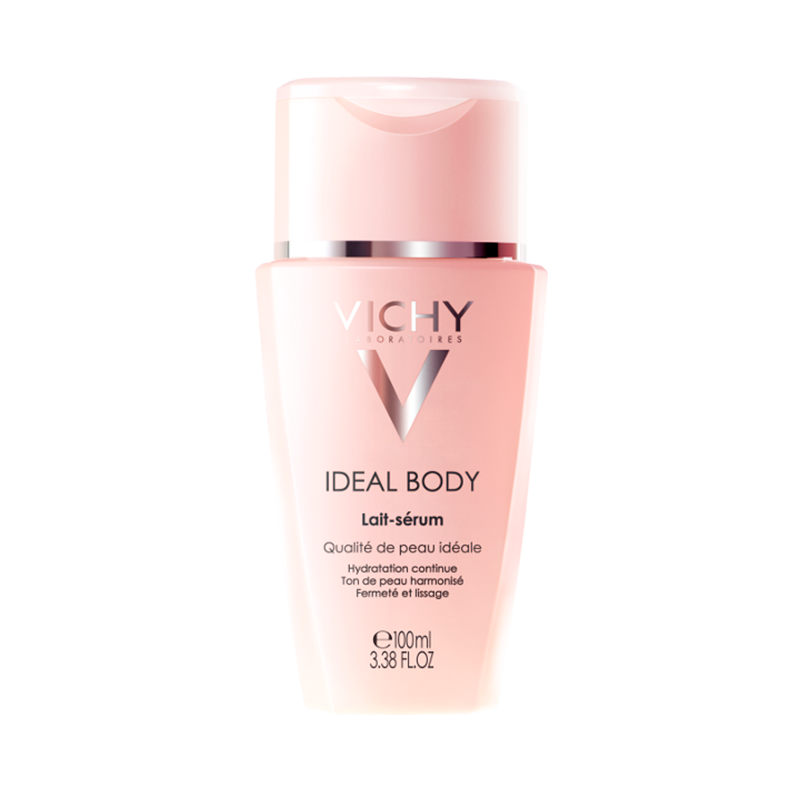 VICHY
LABORATOIRES
V
IDEAL BODY
Lait-sérum
Qualité de peau idéale
Hydratation continue
Ton de peau harmonisé
Fermeté et lissage
℮100ml
3.38 FL.OZ